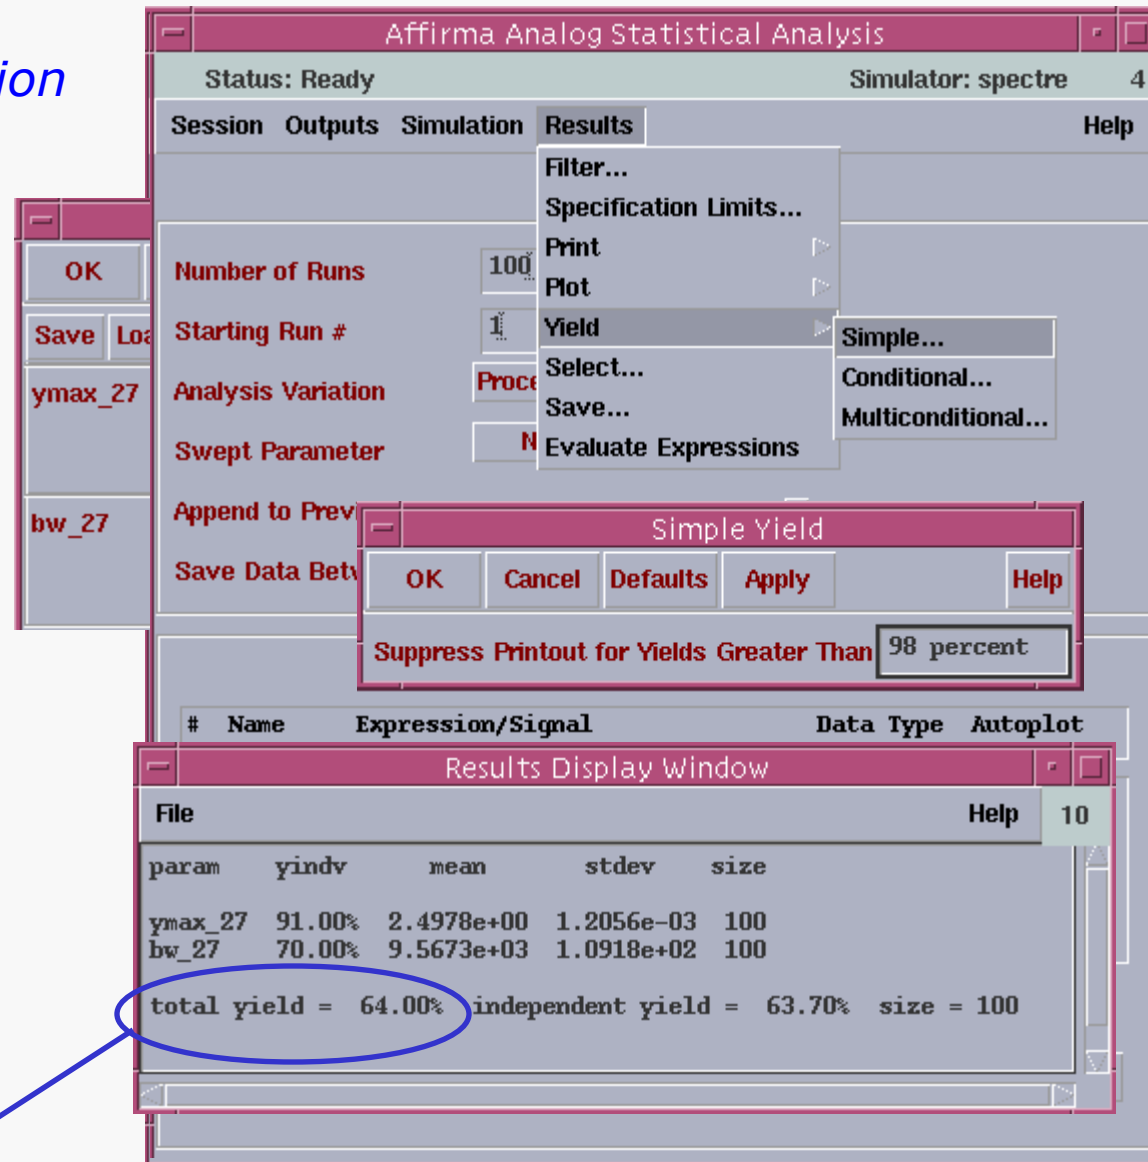 Affirma Analog Statistical Analysis
Status: Ready Simulator: spectre 4
Session Outputs Simulation Results Help
Filter...
Specification Limits...
Print
Plot
Yield
Select...
Save...
Evaluate Expressions
Simple...
Conditional...
Multiconditional...
OK
Save
ymax_27
bw_27
Number of Runs 100
Starting Run # 1
Analysis Variation
Swept Parameter
Append to
Save Data
Simple Yield
OK Cancel Defaults Apply Help
Suppress Printout for Yields Greater Than 98 percent
# Name Expression/Signal Data Type Autoplot
Results Display Window
File Help 10
param yindv mean stdev size
ymax_27 91.00% 2.4978e+00 1.2056e-03 100
bw_27 70.00% 9.5673e+03 1.0918e+02 100
total yield = 64.00% independent yield = 63.70% size = 100